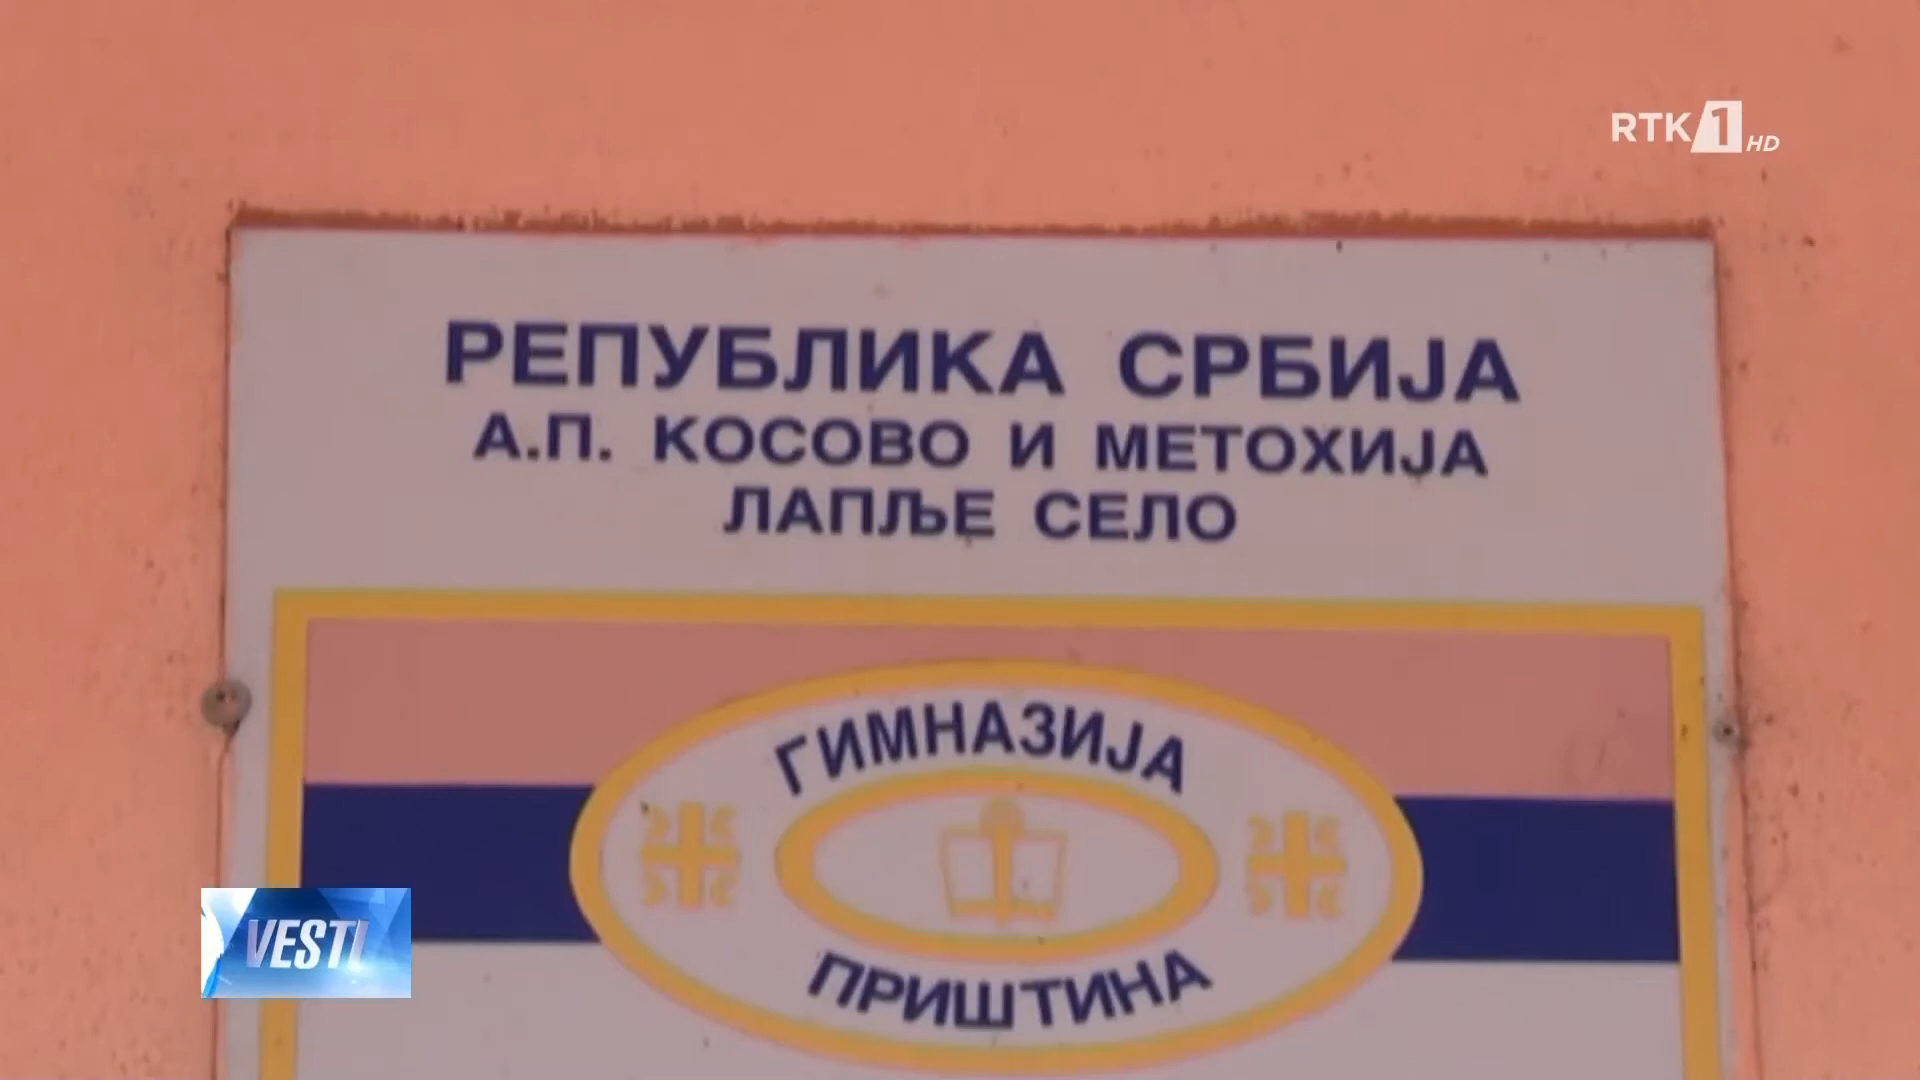 RTK 1 HD
РЕПУБЛИКА СРБИЈА
А.П. КОСОВО И МЕТОХИЈА
ЛАПЉЕ СЕЛО
ГИМНАЗИЈА
ПРИШТИНА
VESTI